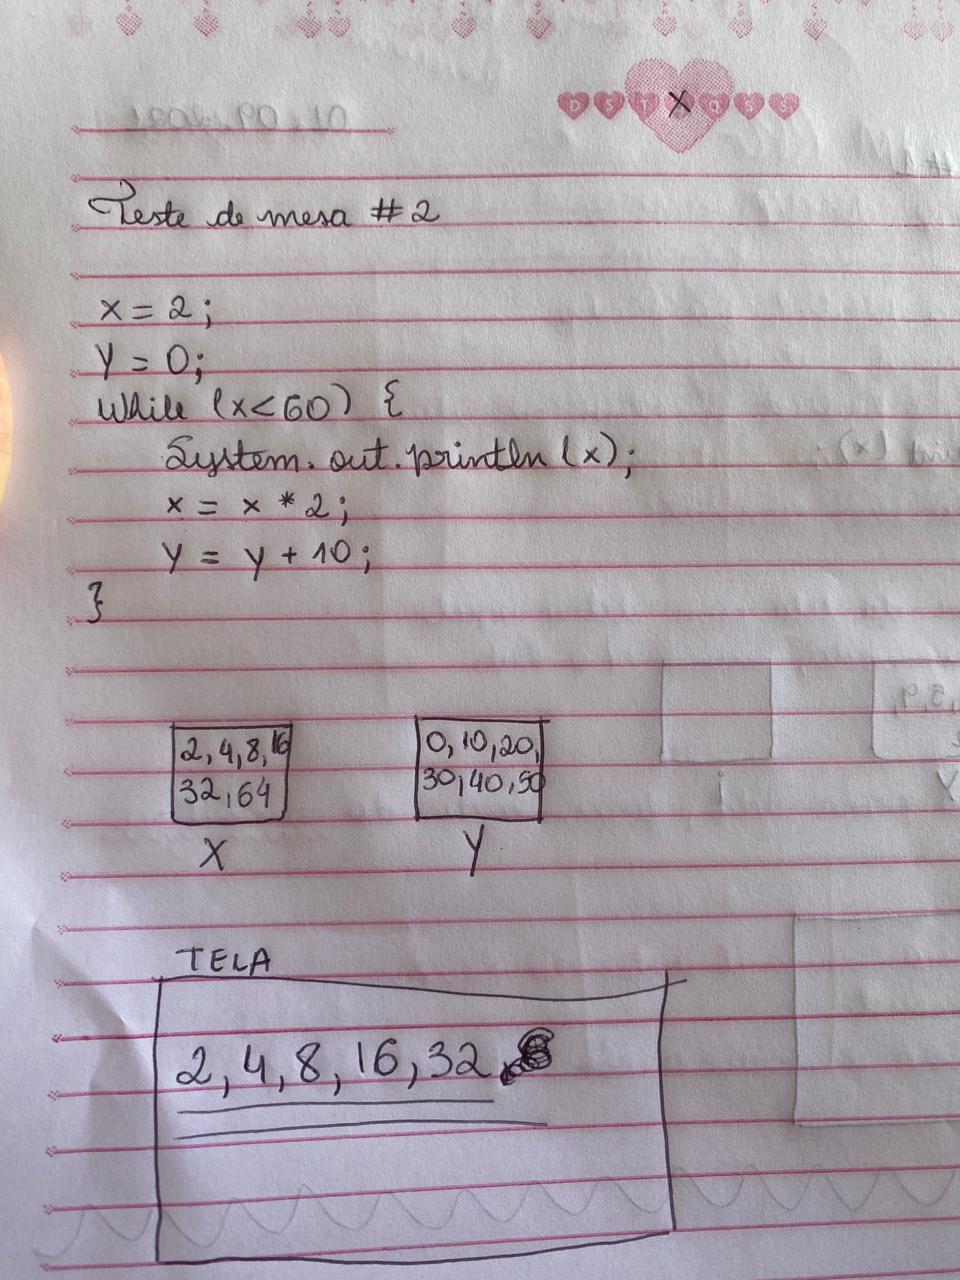 D S T Q Q S S
X
Teste de mesa #2
x = 2;
Y = 0;
While (x<60) {
System.out.println(x);
x = x * 2;
Y = y + 10;
}
2, 4, 8, 16
32, 64
X
0, 10, 20,
30, 40, 50
Y
TELA
2, 4, 8, 16, 32